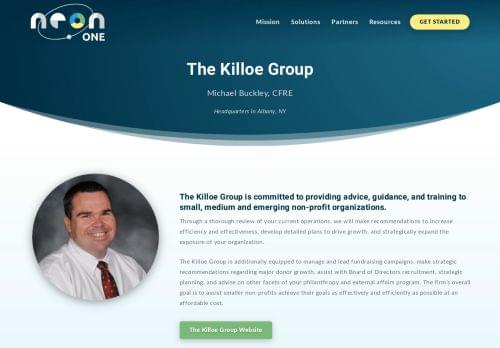 neon
ONE
Mission
Solutions
Partners
Resources
GET STARTED
The Killoe Group
Michael Buckley, CFRE
Headquarters in Albany, NY
The Killoe Group is committed to providing advice, guidance, and training to
small, medium and emerging non-profit organizations.
Through a thorough review of your current operations, we will make recommendations to increase
efficiency and effectiveness, develop detailed plans to drive growth, and strategically expand the
exposure of your organization.
The Killoe Group is additionally equipped to manage and lead fundraising campaigns, make strategic
recommendations regarding major donor growth, assist with Board of Directors recruitment, strategic
planning, and advise on other facets of your philanthropy and external affairs program. The firm's overall
goal is to assist smaller non-profits achieve their goals as effectively and efficiently as possible at an
affordable cost.
The Killoe Group Website